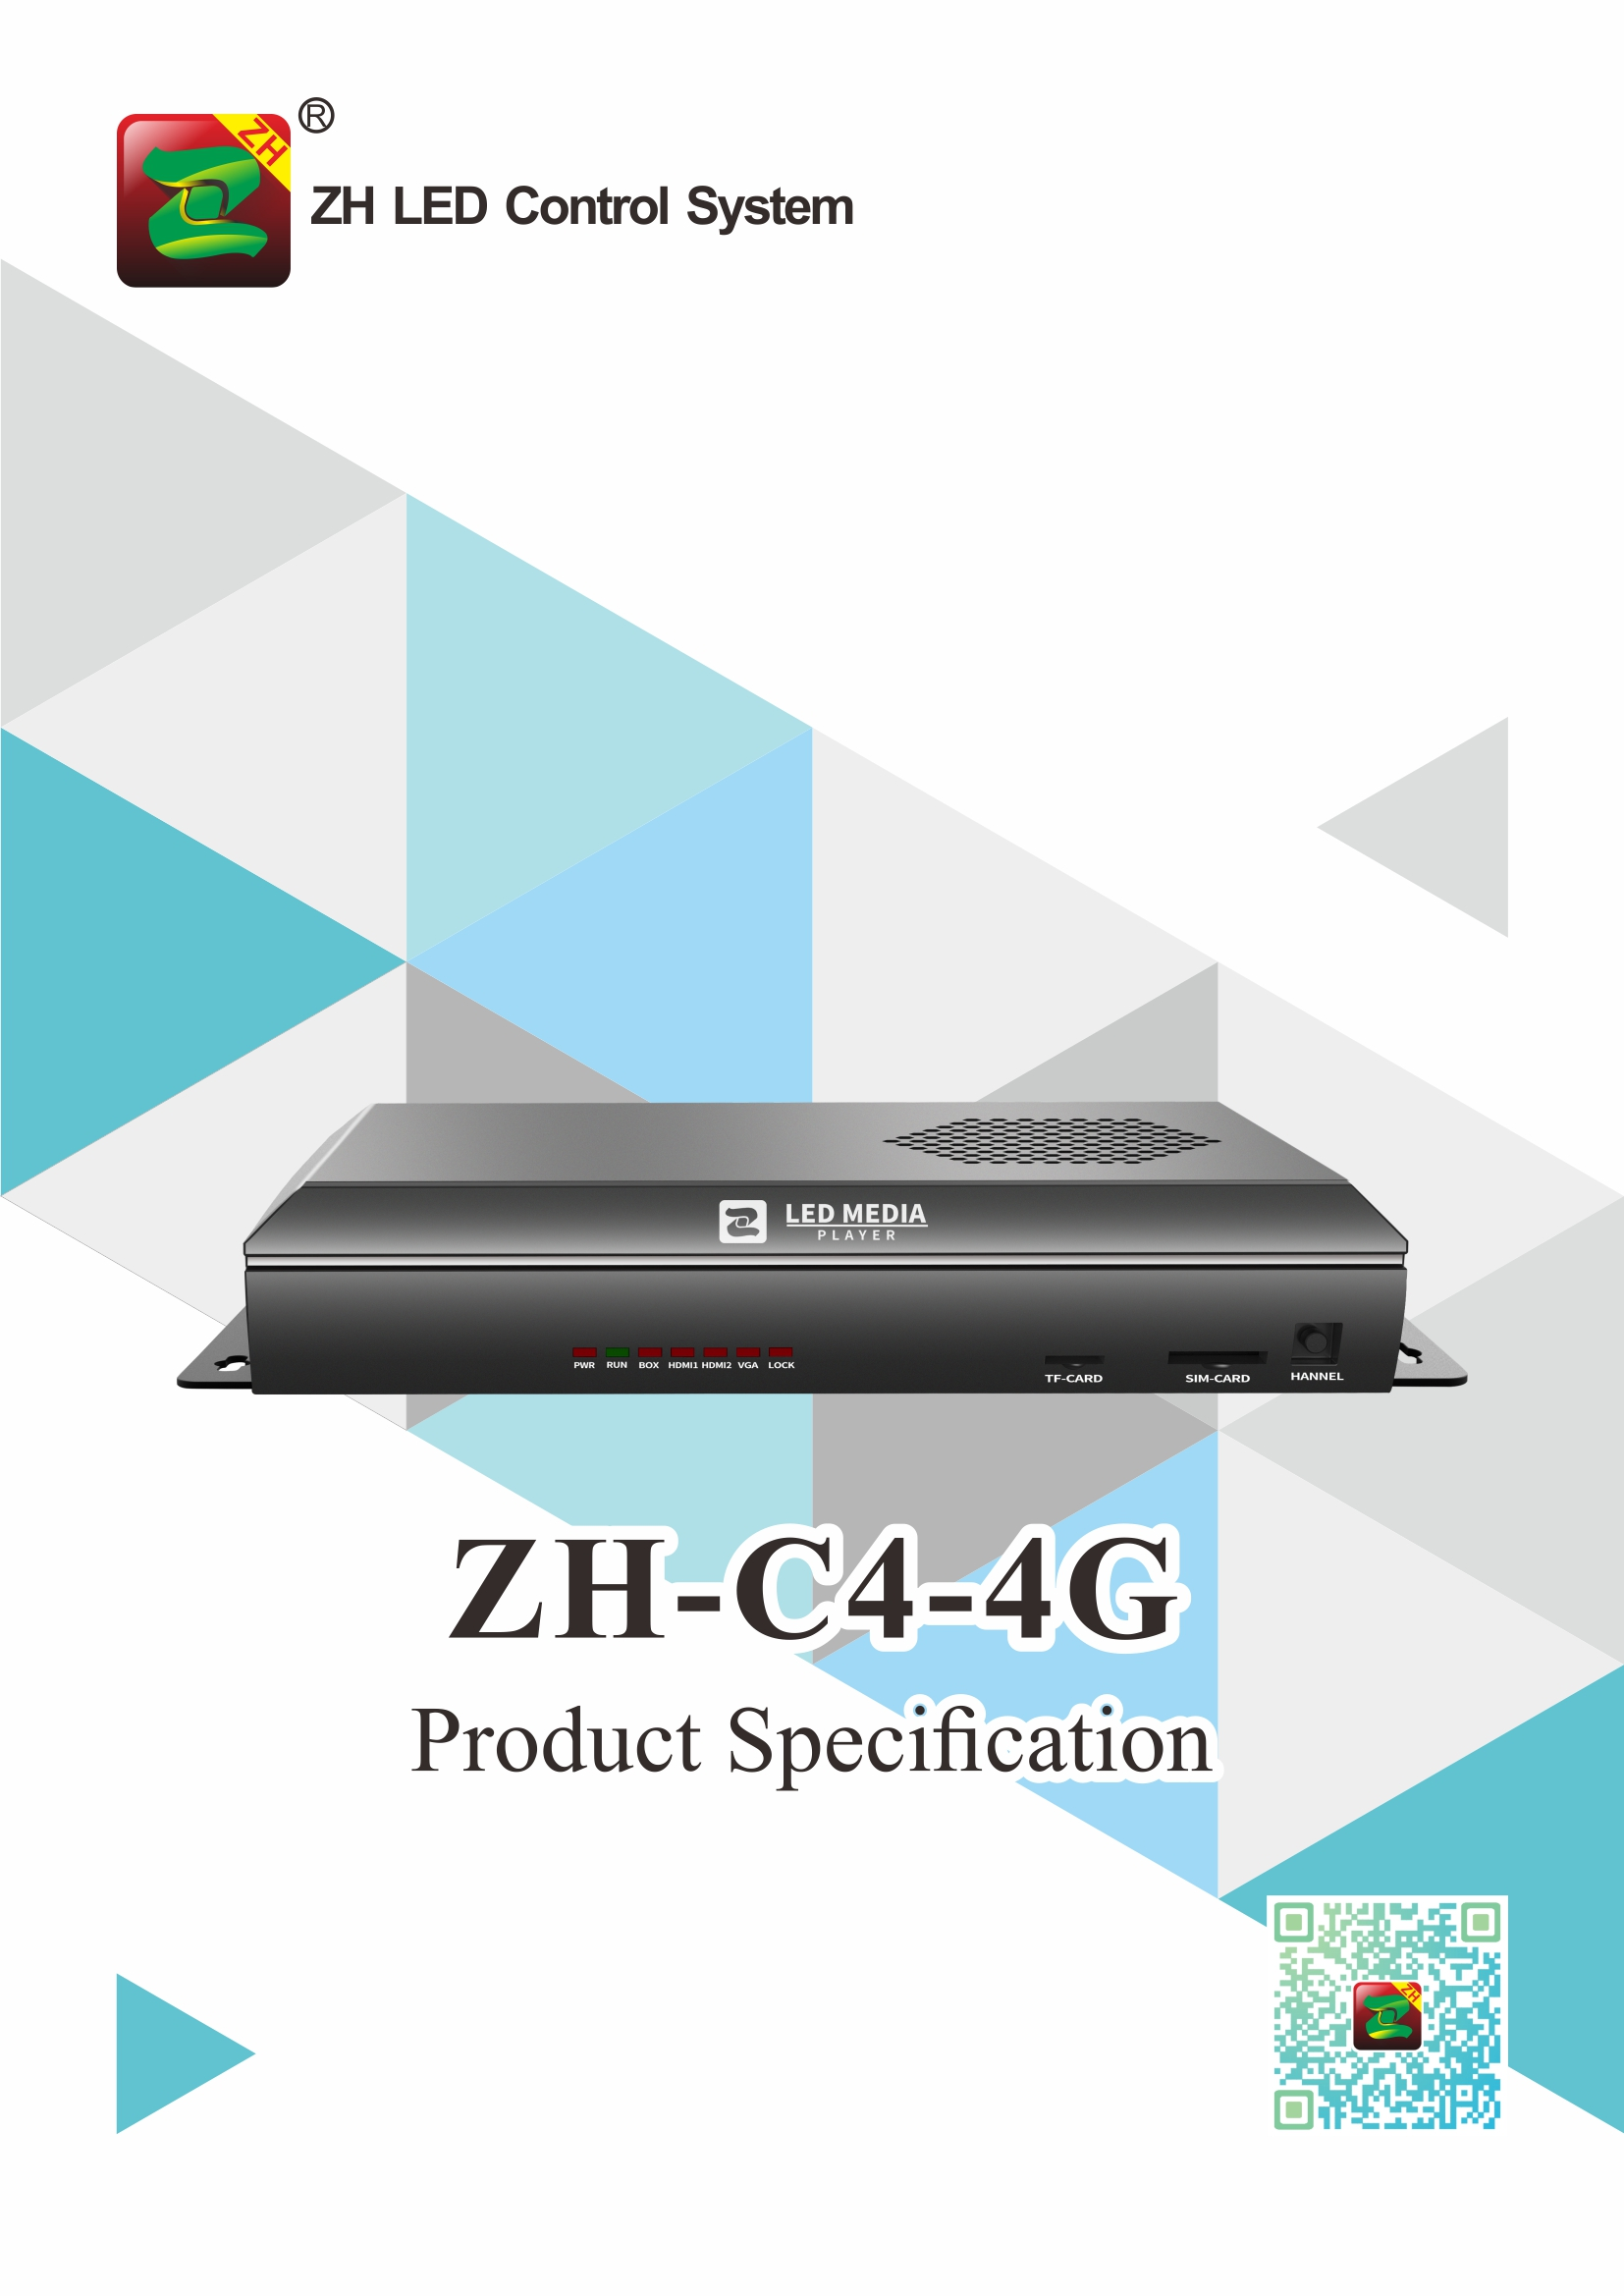 ZH
®
ZH LED Control System
LED MEDIA
PLAYER
PWR RUN BOX HDMI1 HDMI2 VGA LOCK
TF-CARD SIM-CARD HANNEL
ZH-C4-4G
Product Specification
ZH